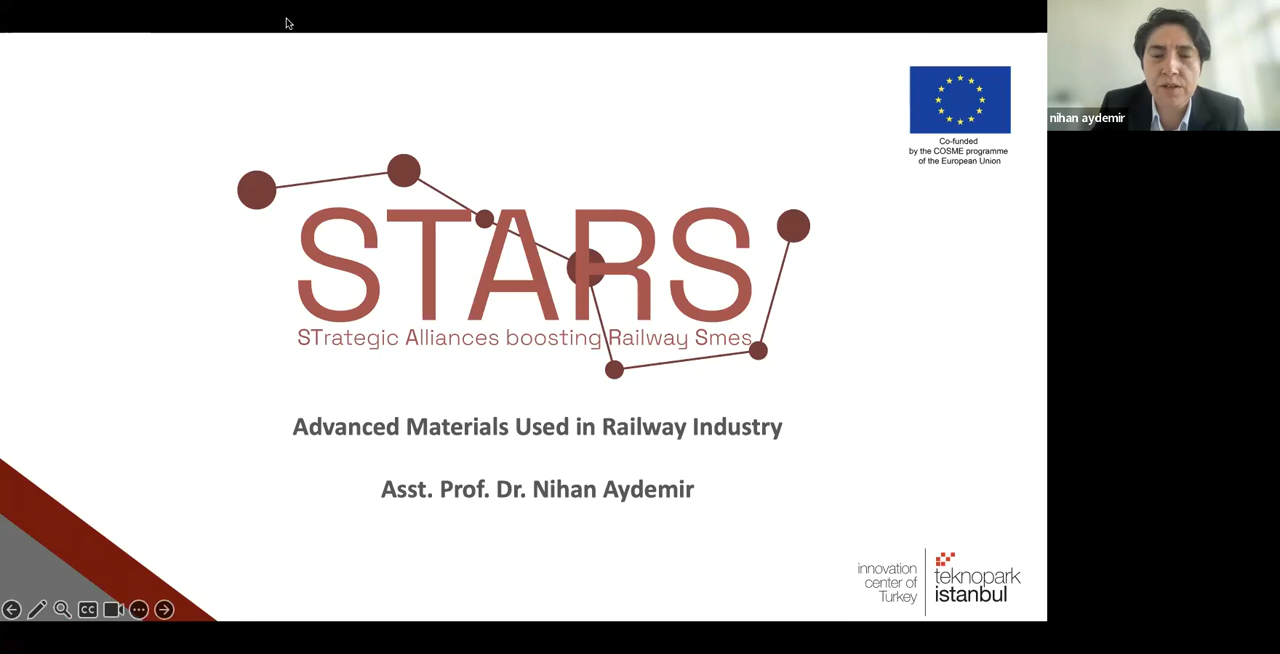 Co-funded
by the COSME programme
of the European Union
nihan aydemir
STARS
STrategic Alliances boosting Railway Smes
Advanced Materials Used in Railway Industry
Asst. Prof. Dr. Nihan Aydemir
innovation
center of
Turkey
teknopark
istanbul
CC